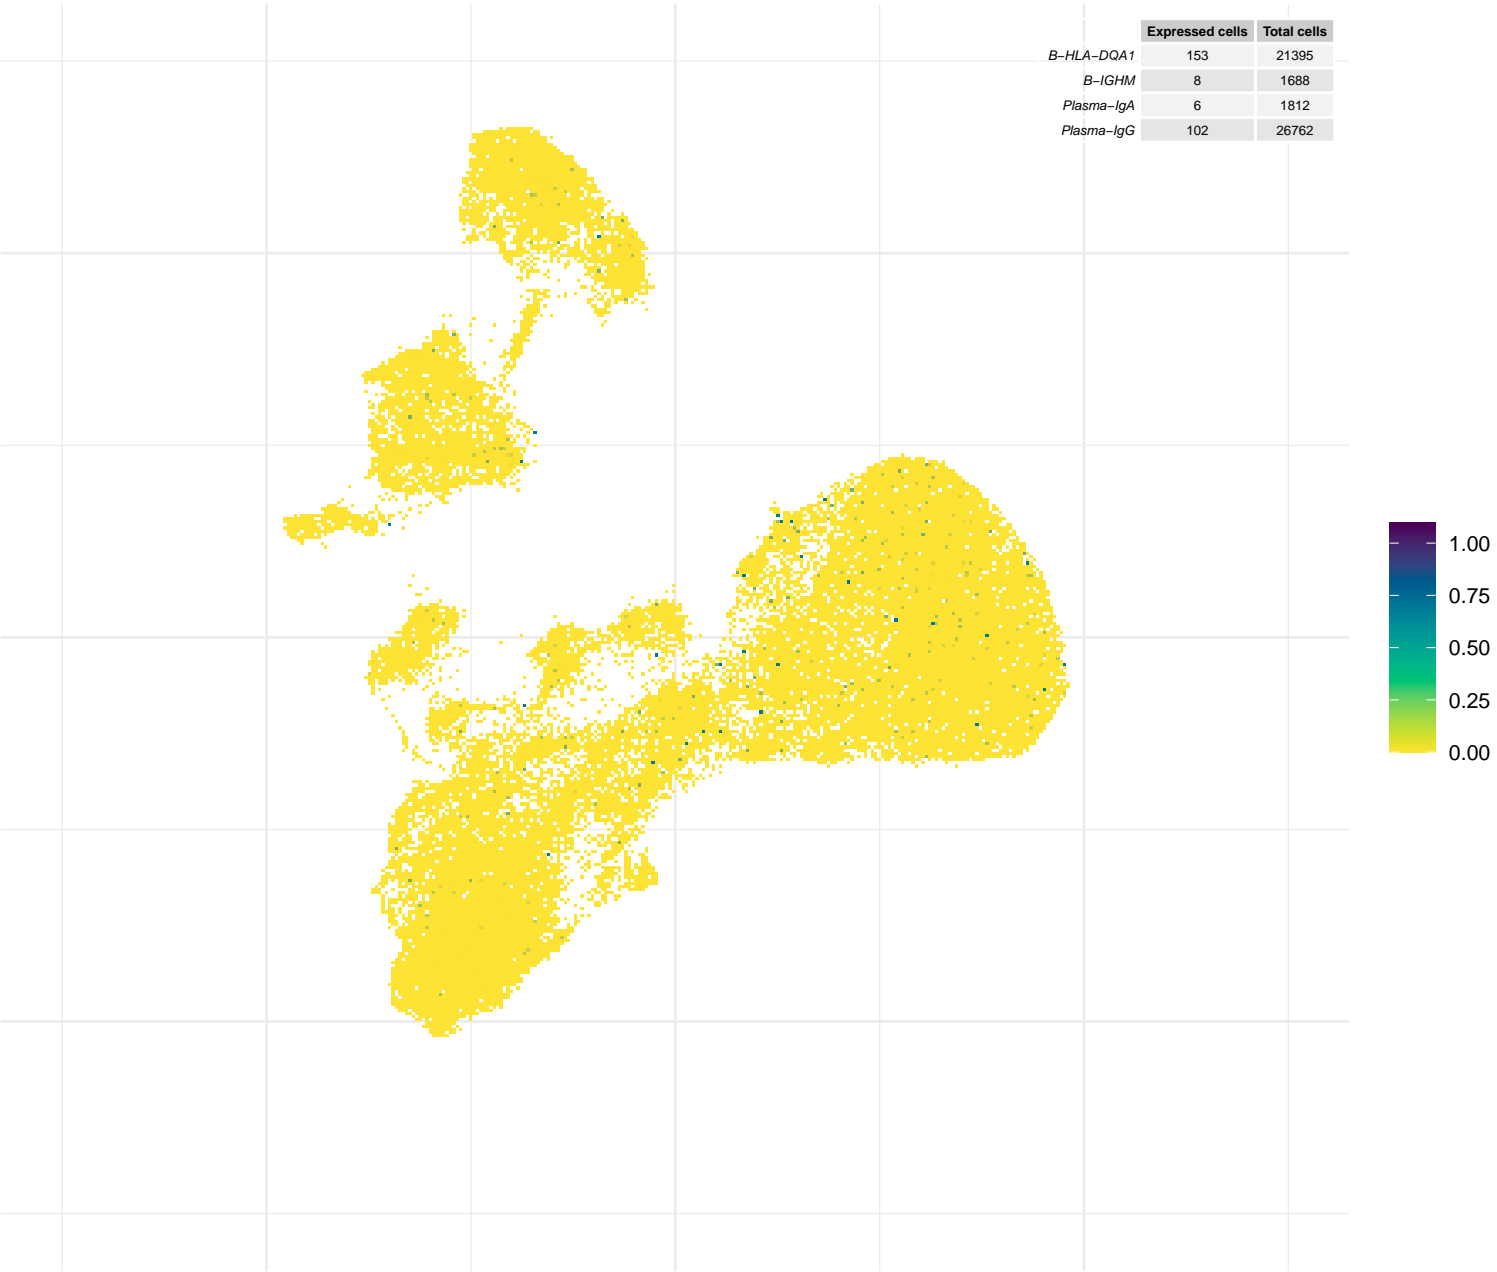 Expressed cells Total cells
B−HLA−DQA1 153 21395
B−IGHM 8 1688
Plasma−IgA 6 1812
Plasma−IgG 102 26762
1.00
0.75
0.50
0.25
0.00